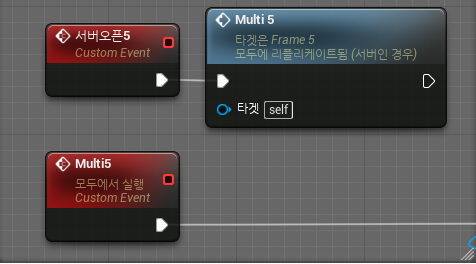 서버오픈5
Custom Event
Multi 5
타겟은 Frame 5
모두에 리플리케이트됨 (서버인 경우)
타겟 self
Multi5
모두에서 실행
Custom Event